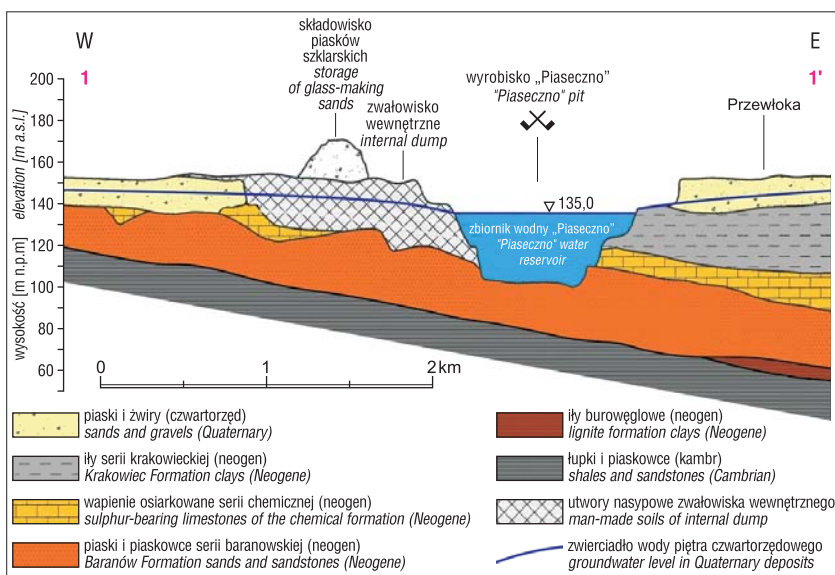 W
E
1
1'
składowisko
piasków
szklarskich
storage
of glass-making
sands
zwałowisko
wewnętrzne
internal dump
wyrobisko „Piaseczno”
"Piaseczno" pit
Przewłoka
wysokość [m n.p.m] elevation [m a.s.l.]
200
180
160
140
120
100
80
60
135,0
zbiornik wodny „Piaseczno”
"Piaseczno" water
reservoir
0 1 2 km
piaski i żwiry (czwartorzęd)
sands and gravels (Quaternary)
iły serii krakowieckiej (neogen)
Krakowiec Formation clays (Neogene)
wapienie osiarkowane serii chemicznej (neogen)
sulphur-bearing limestones of the chemical formation (Neogene)
piaski i piaskowce serii baranowskiej (neogen)
Baranów Formation sands and sandstones (Neogene)
iły burowęglowe (neogen)
lignite formation clays (Neogene)
łupki i piaskowce (kambr)
shales and sandstones (Cambrian)
utwory nasypowe zwałowiska wewnętrznego
man-made soils of internal dump
zwierciadło wody piętra czwartorzędowego
groundwater level in Quaternary deposits